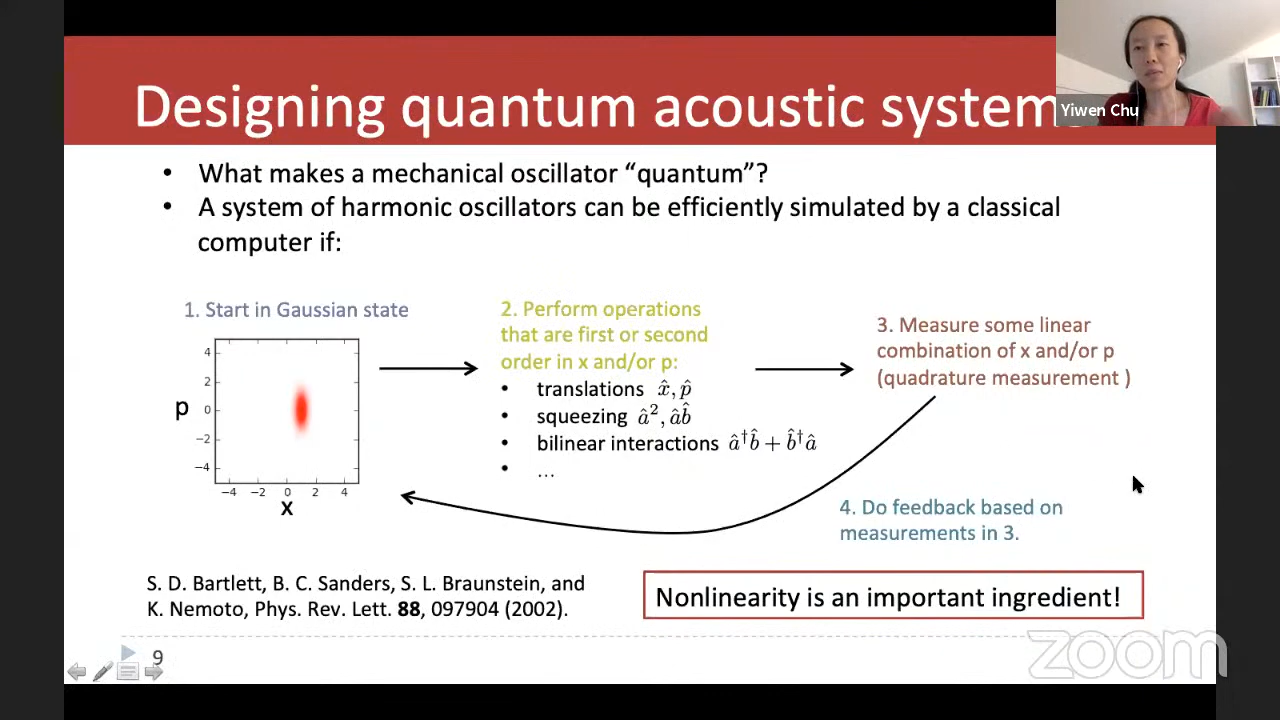 Designing quantum acoustic system
Yiwen Chu
• What makes a mechanical oscillator “quantum”?
• A system of harmonic oscillators can be efficiently simulated by a classical
computer if:
1. Start in Gaussian state
p
4
2
0
−2
−4
−4 −2 0 2 4
x
2. Perform operations
that are first or second
order in x and/or p:
• translations x̂, p̂
• squeezing â², âb̂
• bilinear interactions â†b̂ + b̂†â
• ...
3. Measure some linear
combination of x and/or p
(quadrature measurement )
4. Do feedback based on
measurements in 3.
S. D. Bartlett, B. C. Sanders, S. L. Braunstein, and
K. Nemoto, Phys. Rev. Lett. 88, 097904 (2002).
Nonlinearity is an important ingredient!
9
zoom